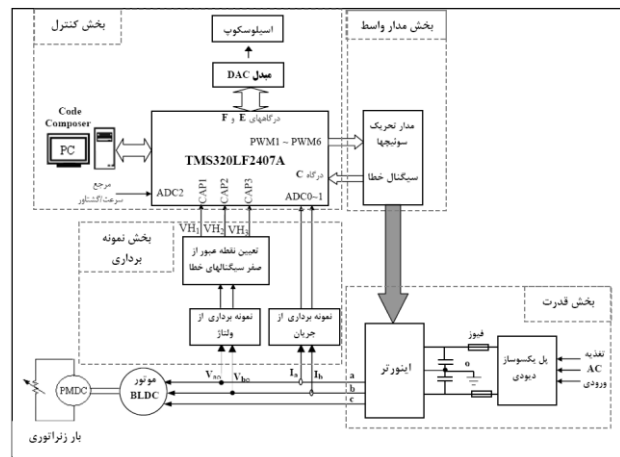 بخش کنترل
اسیلوسکوپ
بخش مدار واسط
مبدل DAC
درگاههای E و F
Code
Composer
PC
PWM1 ~ PWM6
TMS320LF2407A
درگاه C
ADC2
CAP1
CAP2
CAP3
ADC0~1
مرجع
سرعت/گشتاور
مدار تحریک
سوئیچها
سیگنال خطا
VH1
VH2
VH3
بخش نمونه
برداری
تعیین نقطه عبور از
صفر سیگنالهای خطا
نمونه برداری از
ولتاژ
نمونه برداری از
جریان
بخش قدرت
فیوز
اینورتر
o
پل یکسوساز
دیودی
تغذیه
AC
ورودی
Ia
Ib
a
b
c
موتور
BLDC
PMDC
بار ژنراتوری